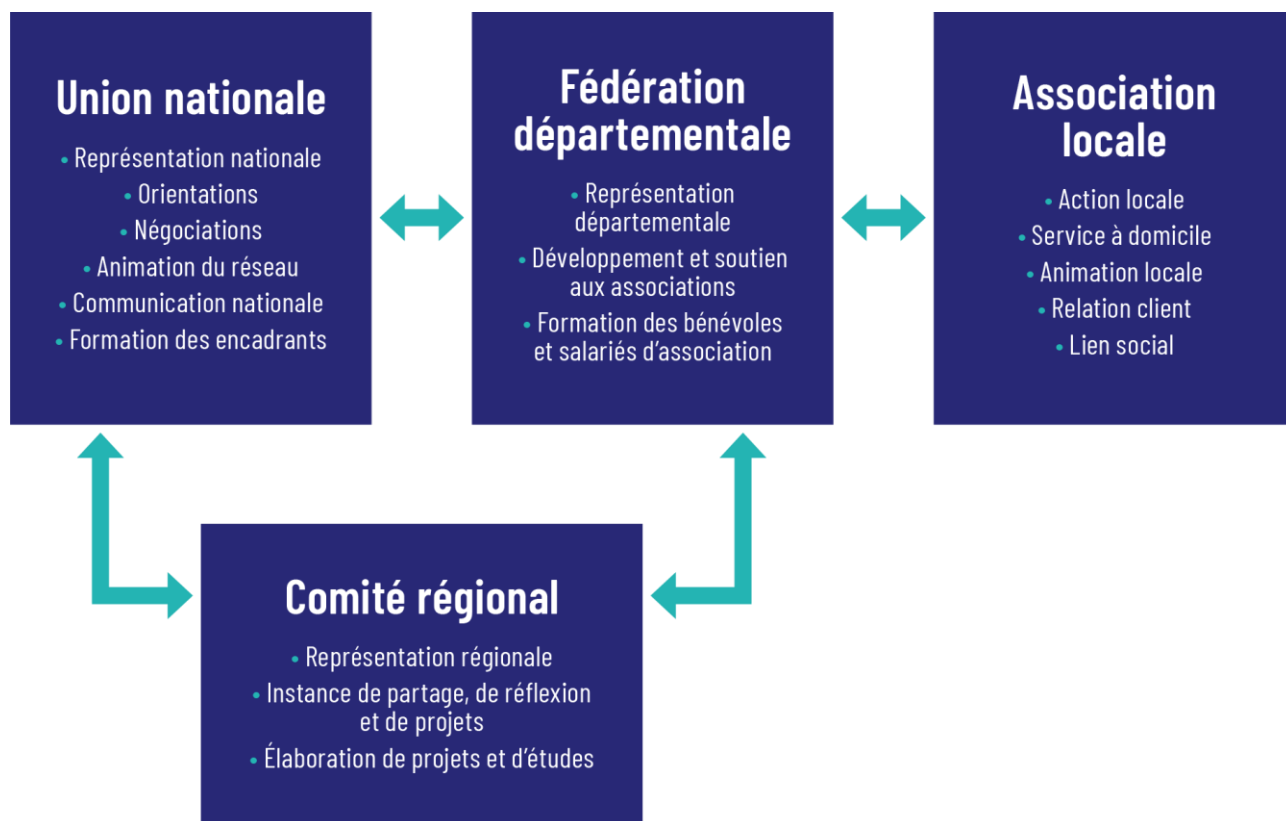 Union nationale
• Représentation nationale
• Orientations
• Négociations
• Animation du réseau
• Communication nationale
• Formation des encadrants
Fédération
départementale
• Représentation
départementale
• Développement et soutien
aux associations
• Formation des bénévoles
et salariés d’association
Association
locale
• Action locale
• Service à domicile
• Animation locale
• Relation client
• Lien social
Comité régional
• Représentation régionale
• Instance de partage, de réflexion
et de projets
• Élaboration de projets et d’études